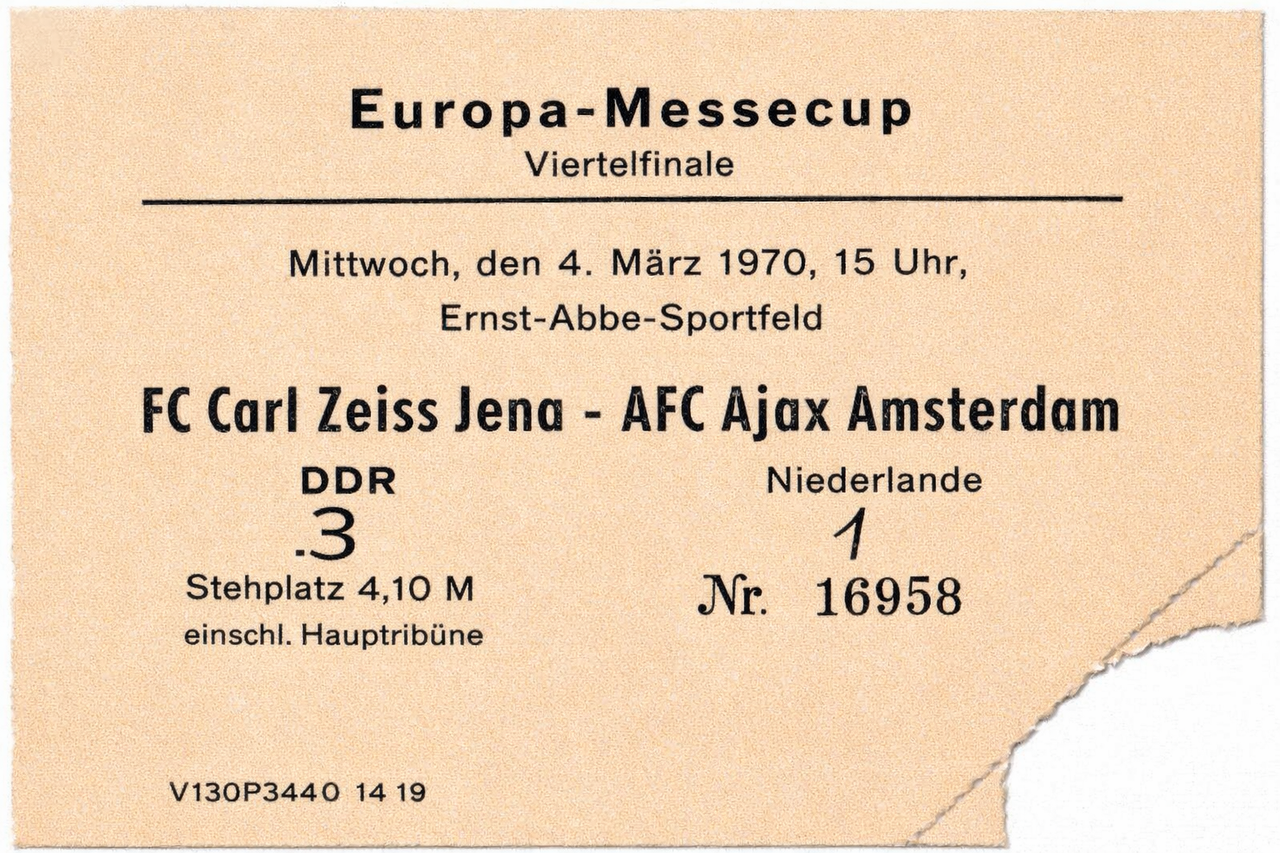 Europa-Messecup
Viertelfinale
Mittwoch, den 4. März 1970, 15 Uhr,
Ernst-Abbe-Sportfeld
FC Carl Zeiss Jena - AFC Ajax Amsterdam
DDR Niederlande
.3 1
Stehplatz 4,10 M Nr. 16958
einschl. Hauptribüne
V130P3440 14 19